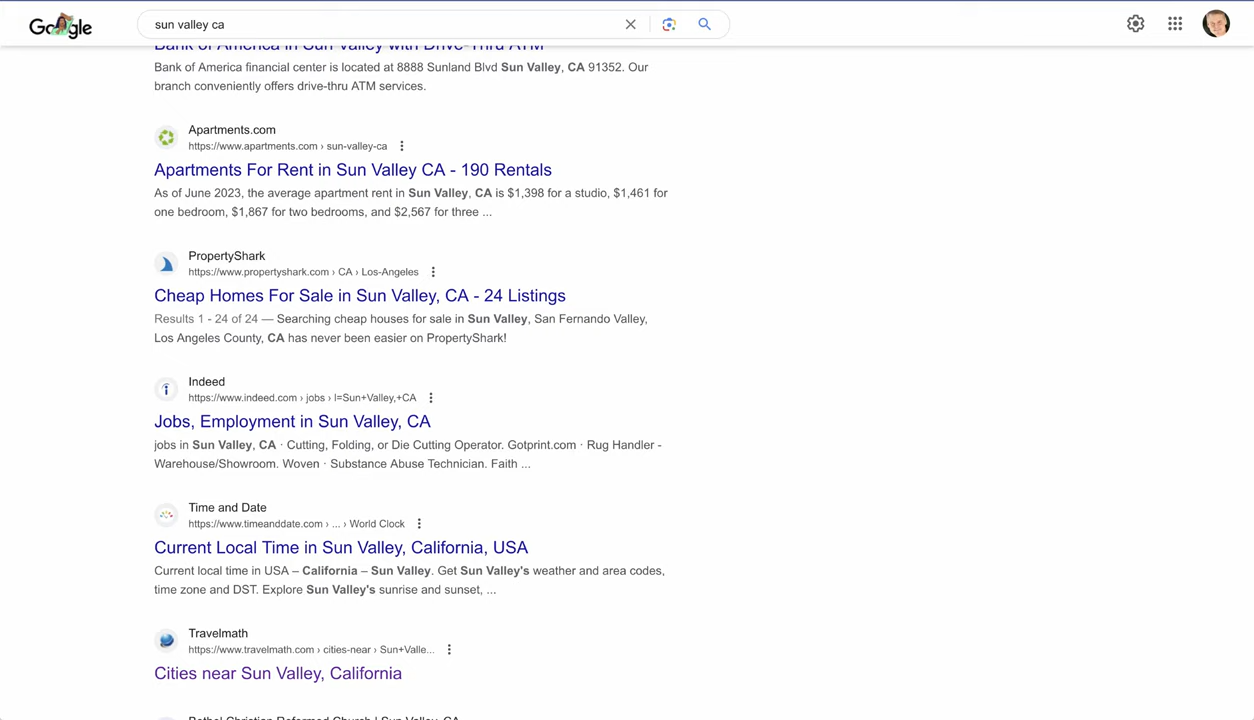 Google
sun valley ca
Bank of America in Sun Valley with Drive-Thru ATM
Bank of America financial center is located at 8888 Sunland Blvd Sun Valley, CA 91352. Our
branch conveniently offers drive-thru ATM services.
Apartments.com
https://www.apartments.com › sun-valley-ca
Apartments For Rent in Sun Valley CA - 190 Rentals
As of June 2023, the average apartment rent in Sun Valley, CA is $1,398 for a studio, $1,461 for
one bedroom, $1,867 for two bedrooms, and $2,567 for three ...
PropertyShark
https://www.propertyshark.com › CA › Los-Angeles
Cheap Homes For Sale in Sun Valley, CA - 24 Listings
Results 1 - 24 of 24 — Searching cheap houses for sale in Sun Valley, San Fernando Valley,
Los Angeles County, CA has never been easier on PropertyShark!
Indeed
https://www.indeed.com › jobs › l=Sun+Valley,+CA
Jobs, Employment in Sun Valley, CA
jobs in Sun Valley, CA · Cutting, Folding, or Die Cutting Operator. Gotprint.com · Rug Handler -
Warehouse/Showroom. Woven · Substance Abuse Technician. Faith ...
Time and Date
https://www.timeanddate.com › ... › World Clock
Current Local Time in Sun Valley, California, USA
Current local time in USA – California – Sun Valley. Get Sun Valley's weather and area codes,
time zone and DST. Explore Sun Valley's sunrise and sunset, ...
Travelmath
https://www.travelmath.com › cities-near › Sun+Valle...
Cities near Sun Valley, California
Bethel Christian Reformed Church | Sun Valley, CA